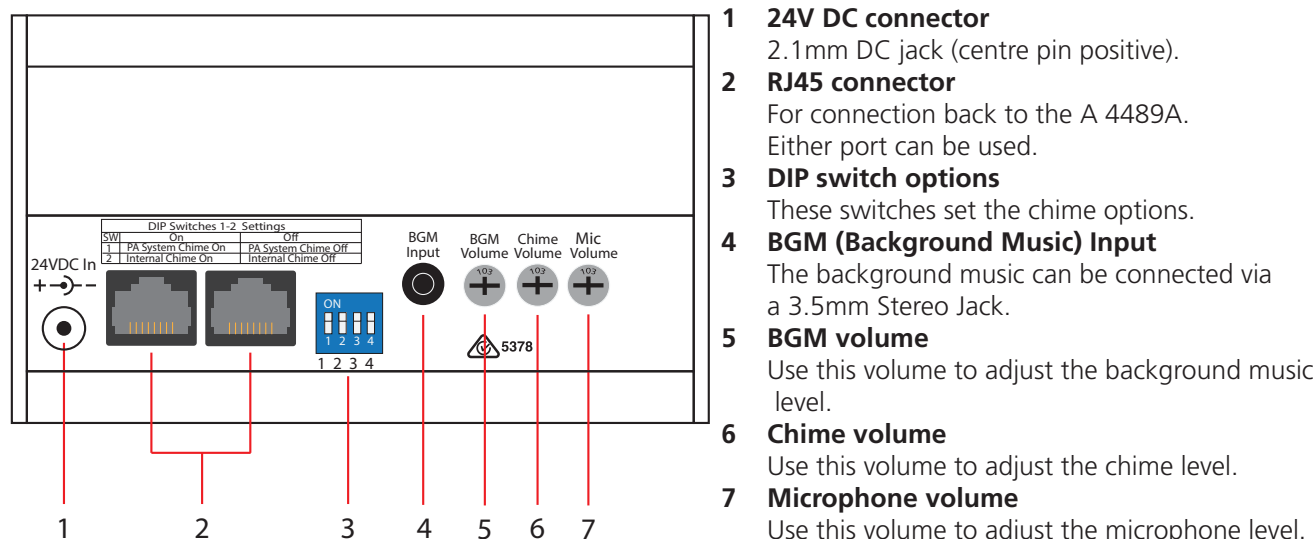 DIP Switches 1-2 Settings
SW On Off
1 PA System Chime On PA System Chime Off
2 Internal Chime On Internal Chime Off
24VDC In
+ -
ON
1 2 3 4
1 2 3 4
BGM Input
BGM Volume
Chime Volume
Mic Volume
103 103 103
5378
1 2 3 4 5 6 7
1 24V DC connector
2.1mm DC jack (centre pin positive).
2 RJ45 connector
For connection back to the A 4489A.
Either port can be used.
3 DIP switch options
These switches set the chime options.
4 BGM (Background Music) Input
The background music can be connected via
a 3.5mm Stereo Jack.
5 BGM volume
Use this volume to adjust the background music
level.
6 Chime volume
Use this volume to adjust the chime level.
7 Microphone volume
Use this volume to adjust the microphone level.